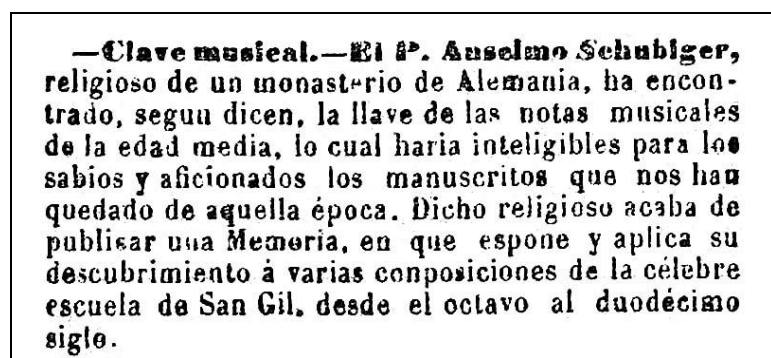 —Clave musical.—El P. Anselmo Schubiger,
religioso de un monasterio de Alemania, ha encon-
trado, segun dicen, la llave de las notas musicales
de la edad media, lo cual haria inteligibles para los
sabios y aficionados los manuscritos que nos han
quedado de aquella época. Dicho religioso acaba de
publicar una Memoria, en que espone y aplica su
descubrimiento á varias conposiciones de la célebre
escuela de San Gil, desde el octavo al duodécimo
siglo.